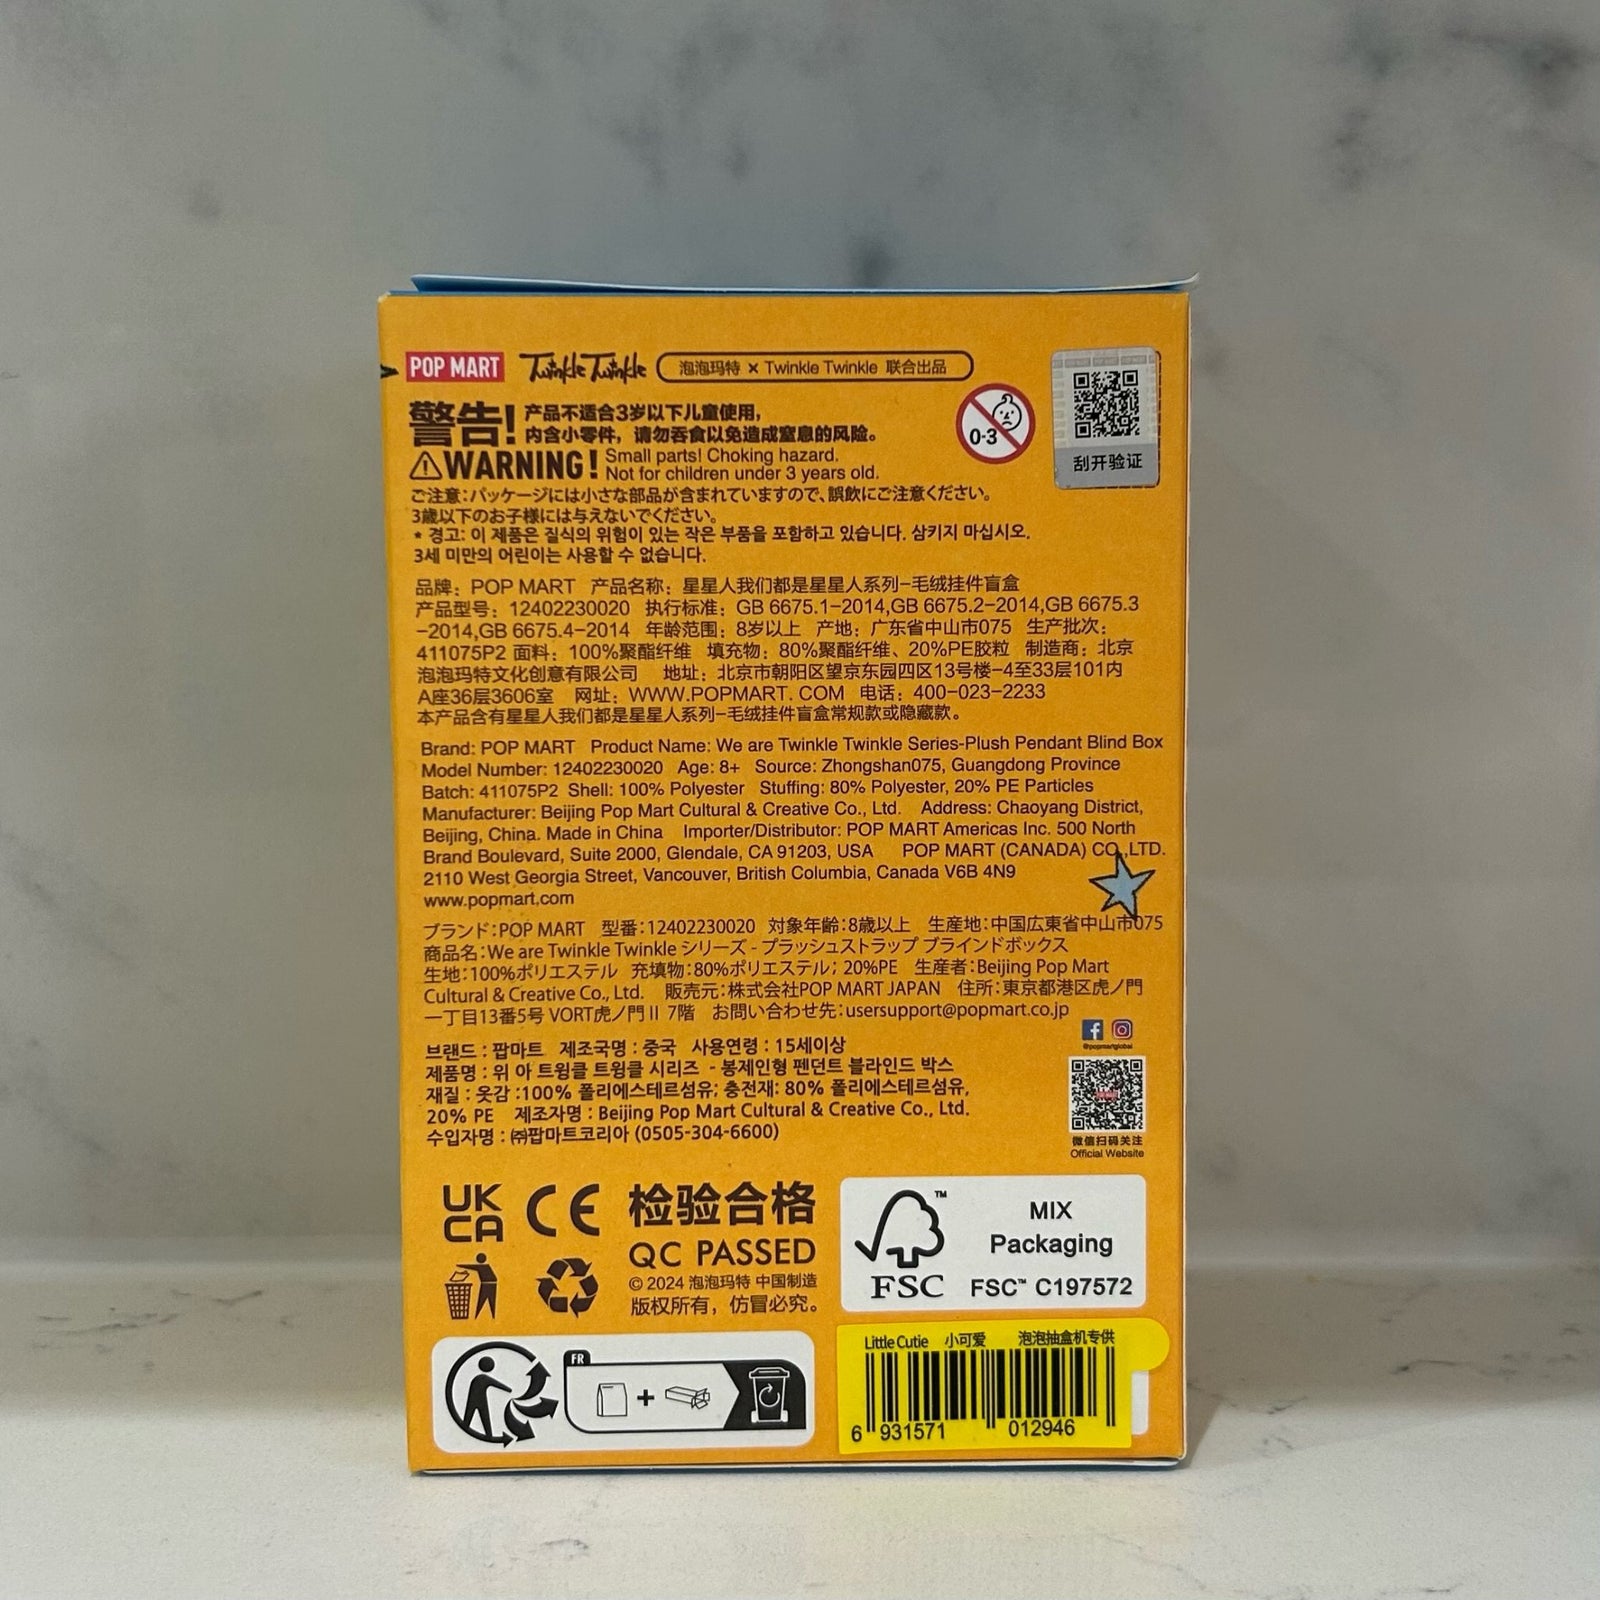 POP MART Twinkle Twinkle 泡泡玛特 × Twinkle Twinkle 联合出品
警告! 产品不适合3岁以下儿童使用，
内含小零件，请勿吞食以免造成窒息的风险。
WARNING! Small parts! Choking hazard.
Not for children under 3 years old.
0-3
刮开验证
ご注意：パッケージには小さな部品が含まれていますので、誤飲にご注意ください。
3歳以下のお子様には与えないでください。
* 경고: 이 제품은 질식의 위험이 있는 작은 부품을 포함하고 있습니다. 삼키지 마십시오.
3세 미만의 어린이는 사용할 수 없습니다.
品牌：POP MART 产品名称：星星人我们都是星星人系列-毛绒挂件盲盒
产品型号：12402230020 执行标准：GB 6675.1-2014,GB 6675.2-2014,GB 6675.3
-2014,GB 6675.4-2014 年龄范围：8岁以上 产地：广东省中山市075 生产批次：
411075P2 面料：100%聚酯纤维 填充物：80%聚酯纤维、20%PE胶粒 制造商：北京
泡泡玛特文化创意有限公司 地址：北京市朝阳区望京东园四区13号楼-4至33层101内
A座36层3606室 网址：WWW.POPMART.COM 电话：400-023-2233
本产品含有星星人我们都是星星人系列-毛绒挂件盲盒常规款或隐藏款。
Brand: POP MART Product Name: We are Twinkle Twinkle Series-Plush Pendant Blind Box
Model Number: 12402230020 Age: 8+ Source: Zhongshan075, Guangdong Province
Batch: 411075P2 Shell: 100% Polyester Stuffing: 80% Polyester, 20% PE Particles
Manufacturer: Beijing Pop Mart Cultural & Creative Co., Ltd. Address: Chaoyang District,
Beijing, China. Made in China Importer/Distributor: POP MART Americas Inc. 500 North
Brand Boulevard, Suite 2000, Glendale, CA 91203, USA POP MART (CANADA) CO.,LTD.
2110 West Georgia Street, Vancouver, British Columbia, Canada V6B 4N9
www.popmart.com
ブランド：POP MART 型番：12402230020 対象年齢：8歳以上 生産地：中国広東省中山市075
商品名：We are Twinkle Twinkle シリーズ - プラッシュストラップ ブラインドボックス
生地：100%ポリエステル 充填物：80%ポリエステル；20%PE 生産者：Beijing Pop Mart
Cultural & Creative Co., Ltd. 販売元：株式会社POP MART JAPAN 住所：東京都港区虎ノ門
一丁目13番5号 VORT虎ノ門Ⅱ 7階 お問い合わせ先：usersupport@popmart.co.jp
브랜드 : 팝마트 제조국명 : 중국 사용연령 : 15세이상
제품명 : 위 아 트윙클 트윙클 시리즈 - 봉제인형 펜던트 블라인드 박스
재질 : 옷감 :100% 폴리에스테르섬유; 충전재: 80% 폴리에스테르섬유,
20% PE 제조자명 : Beijing Pop Mart Cultural & Creative Co., Ltd.
수입자명 : ㈜팝마트코리아 (0505-304-6600)
@popmartglobal
微信扫码关注
Official Website
UK
CA CE
检验合格
QC PASSED
© 2024 泡泡玛特 中国制造
版权所有，仿冒必究。
FSC™
MIX
Packaging
FSC™ C197572
FR
+
Little Cutie 小可爱 泡泡抽盒机专供
6 931571 012946